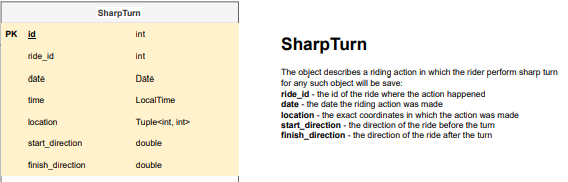 SharpTurn
PK id int
ride_id int
date Date
time LocalTime
location Tuple<int, int>
start_direction double
finish_direction double
SharpTurn
The object describes a riding action in which the rider perform sharp turn
for any such object will be save:
ride_id - the id of the ride where the action happened
date - the date the riding action was made
location - the exact coordinates in which the action was made
start_direction - the direction of the ride before the turn
finish_direction - the direction of the ride after the turn